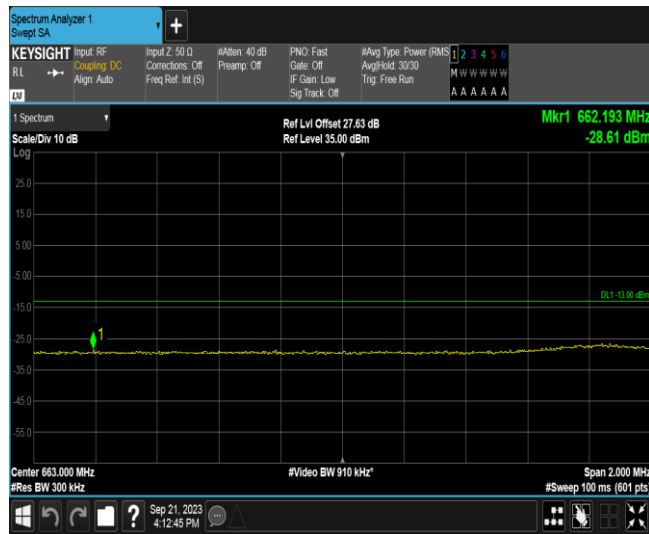 Spectrum Analyzer 1
Swept SA
+
KEYSIGHT
RL
LXI
Input: RF
Coupling: DC
Align: Auto
Input Z: 50 Ω
Corrections: Off
Freq Ref: Int (S)
#Atten: 40 dB
Preamp: Off
PNO: Fast
Gate: Off
IF Gain: Low
Sig Track: Off
#Avg Type: Power (RMS
Avg|Hold: 30/30
Trig: Free Run
1 2 3 4 5 6
M W W W W W
A A A A A A
1 Spectrum
Scale/Div 10 dB
Ref Lvl Offset 27.63 dB
Ref Level 35.00 dBm
Mkr1 662.193 MHz
-28.61 dBm
Log
25.0
15.0
5.00
-5.00
DL1 -13.00 dBm
-15.0
1
-25.0
-35.0
-45.0
-55.0
Center 663.000 MHz
#Video BW 910 kHz*
Span 2.000 MHz
#Res BW 300 kHz
#Sweep 100 ms (601 pts
?
Sep 21, 2023
4:12:45 PM